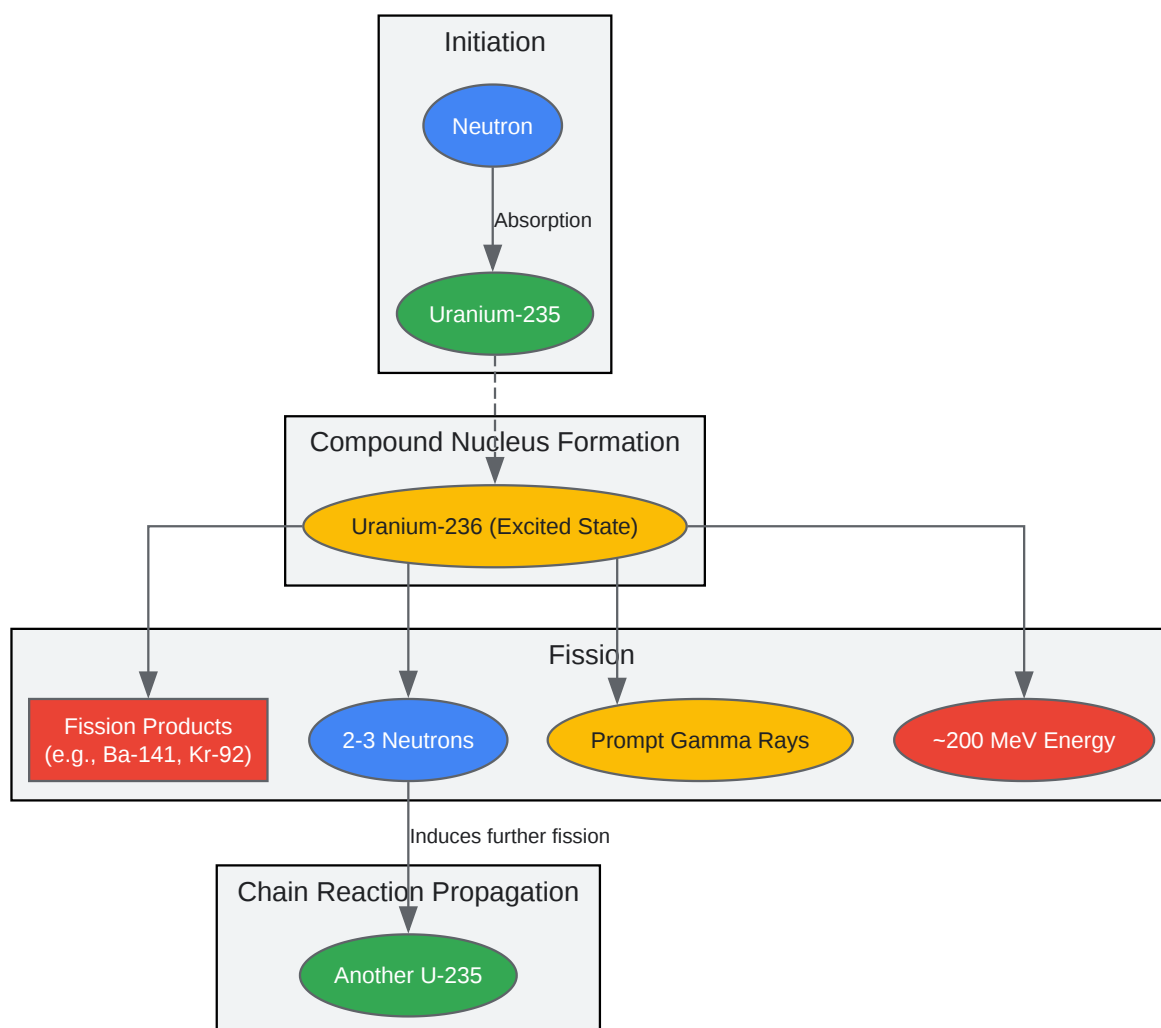 Initiation
Neutron
Absorption
Uranium-235
Compound Nucleus Formation
Uranium-236 (Excited State)
Fission
Fission Products
(e.g., Ba-141, Kr-92)
2-3 Neutrons
Prompt Gamma Rays
~200 MeV Energy
Induces further fission
Chain Reaction Propagation
Another U-235